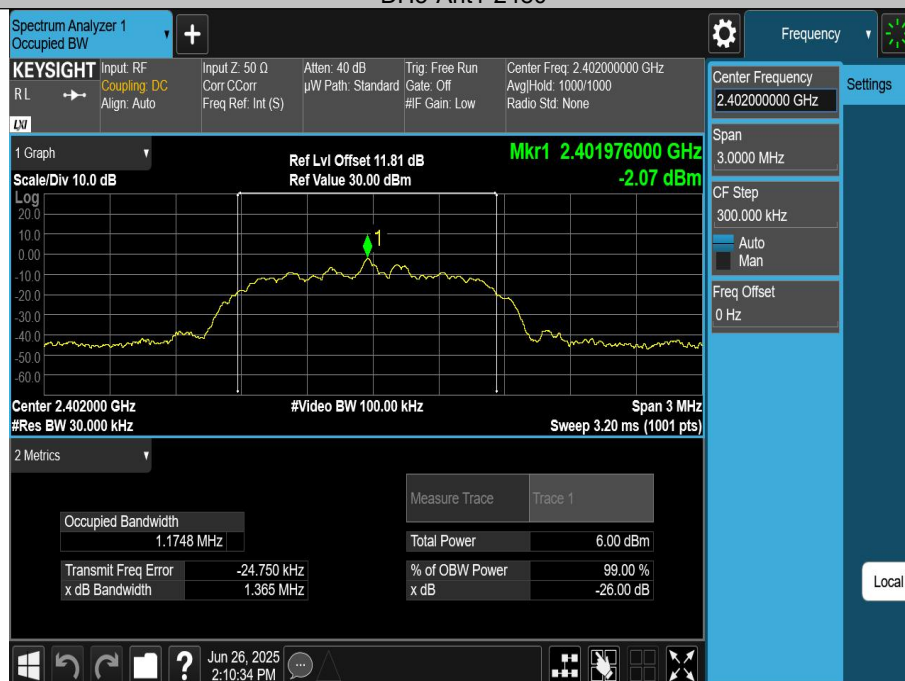 Spectrum Analyzer 1
Occupied BW
Frequency
KEYSIGHT
RL
LXI
Input: RF
Coupling: DC
Align: Auto
Input Z: 50 Ω
Corr CCorr
Freq Ref: Int (S)
Atten: 40 dB
µW Path: Standard
Trig: Free Run
Gate: Off
#IF Gain: Low
Center Freq: 2.402000000 GHz
Avg|Hold: 1000/1000
Radio Std: None
Center Frequency
2.402000000 GHz
Settings
Span
3.0000 MHz
CF Step
300.000 kHz
Auto
Man
Freq Offset
0 Hz
Local
1 Graph
Scale/Div 10.0 dB
Ref Lvl Offset 11.81 dB
Ref Value 30.00 dBm
Mkr1 2.401976000 GHz
-2.07 dBm
Log
20.0
10.0
0.00
-10.0
-20.0
-30.0
-40.0
-50.0
-60.0
1
Center 2.402000 GHz
#Video BW 100.00 kHz
Span 3 MHz
#Res BW 30.000 kHz
Sweep 3.20 ms (1001 pts)
2 Metrics
Measure Trace Trace 1
Occupied Bandwidth
1.1748 MHz
Total Power 6.00 dBm
Transmit Freq Error -24.750 kHz
% of OBW Power 99.00 %
x dB Bandwidth 1.365 MHz
x dB -26.00 dB
?
Jun 26, 2025
2:10:34 PM